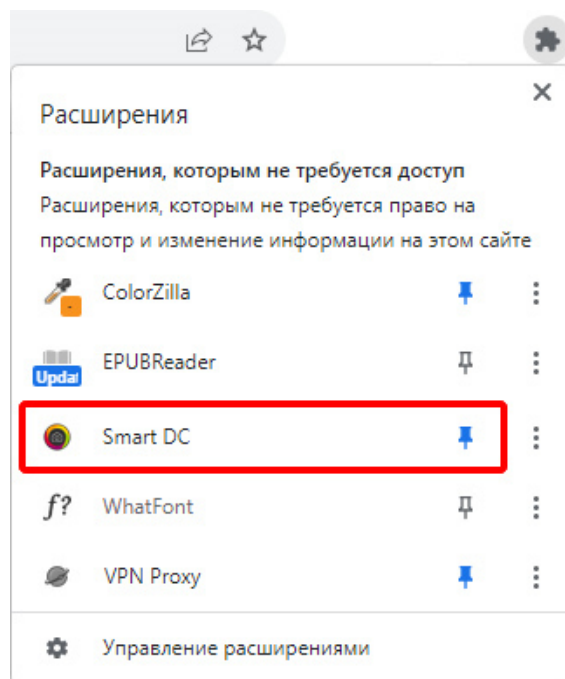 Расширения
Расширения, которым не требуется доступ
Расширения, которым не требуется право на
просмотр и изменение информации на этом сайте
ColorZilla
EPUBReader
Updat
Smart DC
f? WhatFont
VPN Proxy
Управление расширениями